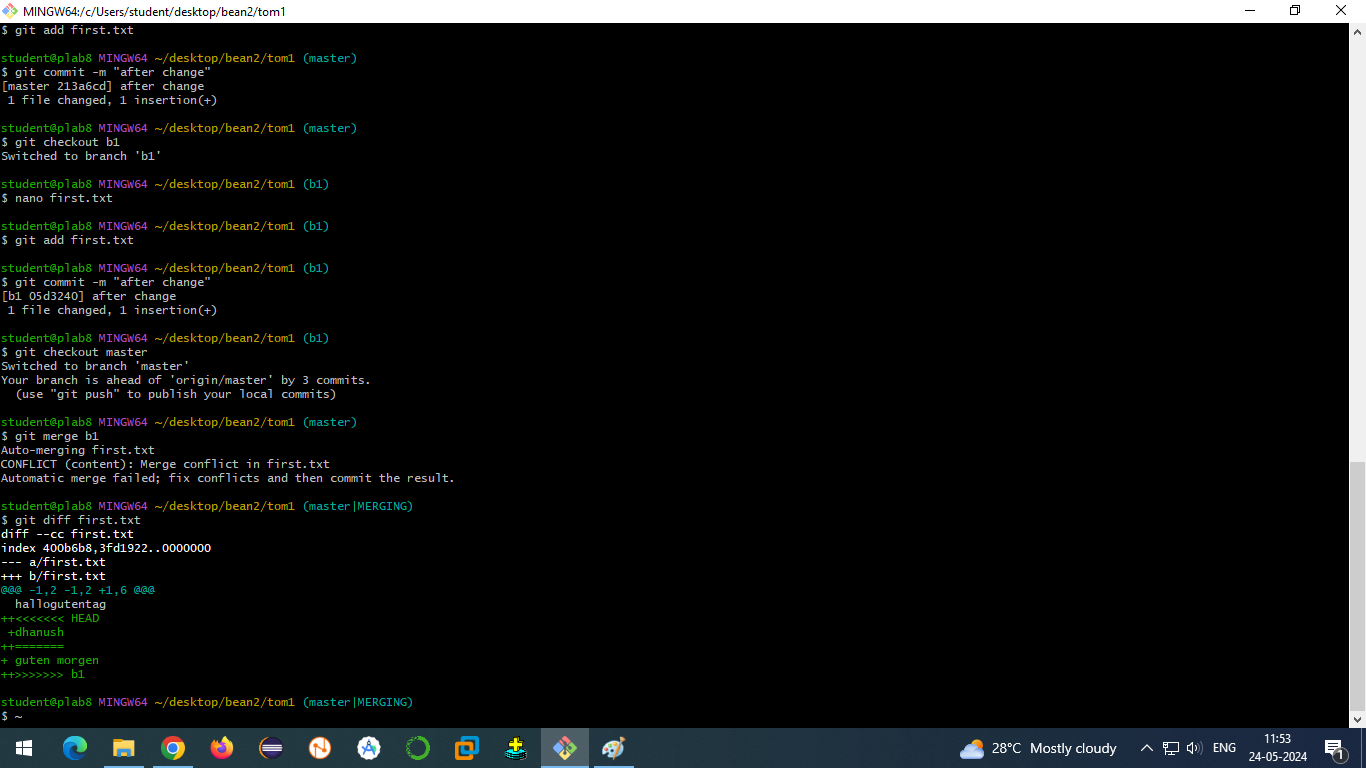 MINGW64:/c/Users/student/desktop/bean2/tom1
$ git add first.txt
student@plab8 MINGW64 ~/desktop/bean2/tom1 (master)
$ git commit -m "after change"
[master 213a6cd] after change
 1 file changed, 1 insertion(+)
student@plab8 MINGW64 ~/desktop/bean2/tom1 (master)
$ git checkout b1
Switched to branch 'b1'
student@plab8 MINGW64 ~/desktop/bean2/tom1 (b1)
$ nano first.txt
student@plab8 MINGW64 ~/desktop/bean2/tom1 (b1)
$ git add first.txt
student@plab8 MINGW64 ~/desktop/bean2/tom1 (b1)
$ git commit -m "after change"
[b1 05d3240] after change
 1 file changed, 1 insertion(+)
student@plab8 MINGW64 ~/desktop/bean2/tom1 (b1)
$ git checkout master
Switched to branch 'master'
Your branch is ahead of 'origin/master' by 3 commits.
  (use "git push" to publish your local commits)
student@plab8 MINGW64 ~/desktop/bean2/tom1 (master)
$ git merge b1
Auto-merging first.txt
CONFLICT (content): Merge conflict in first.txt
Automatic merge failed; fix conflicts and then commit the result.
student@plab8 MINGW64 ~/desktop/bean2/tom1 (master|MERGING)
$ git diff first.txt
diff --cc first.txt
index 400b6b8,3fd1922..0000000
--- a/first.txt
+++ b/first.txt
@@@ -1,2 -1,2 +1,6 @@@
  hallogutentag
++<<<<<<< HEAD
 +dhanush
++=======
+ guten morgen
++>>>>>>> b1
student@plab8 MINGW64 ~/desktop/bean2/tom1 (master|MERGING)
$ ~
28°C Mostly cloudy
ENG
11:53
24-05-2024
1